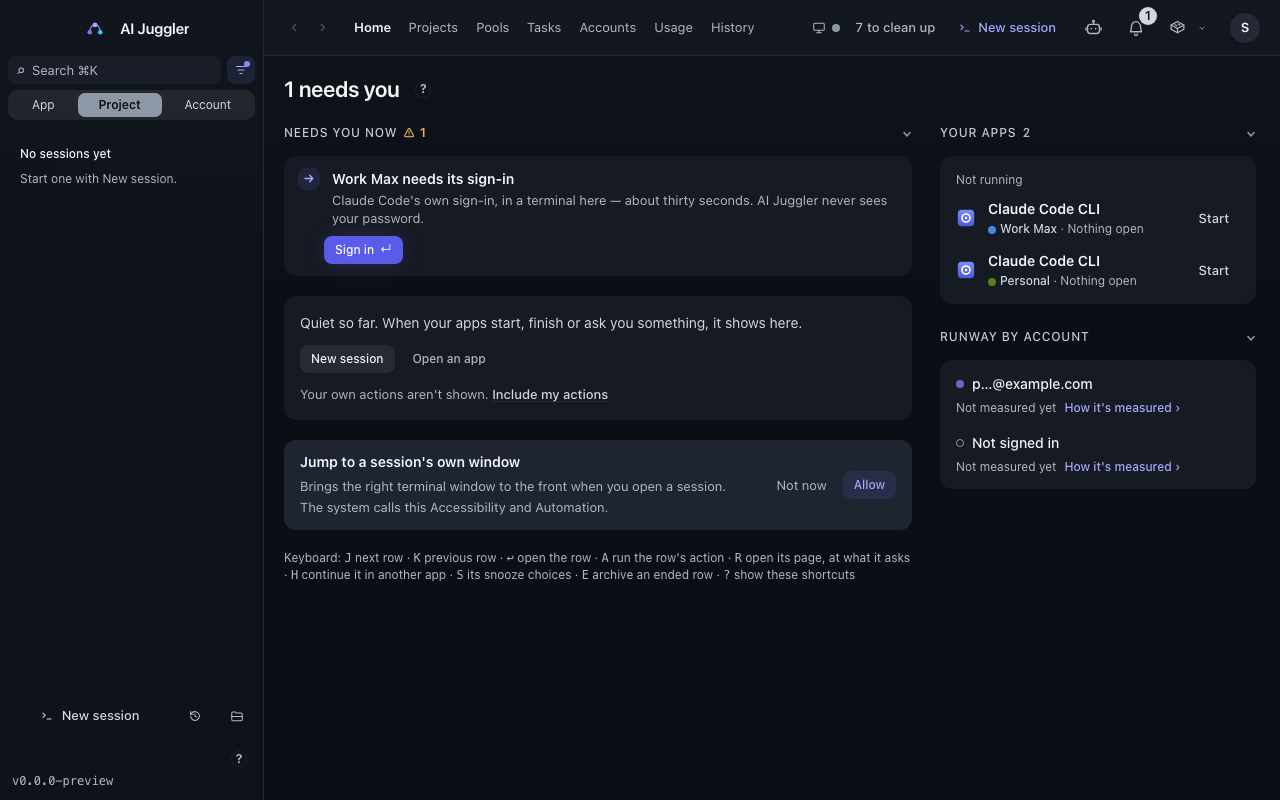 AI Juggler
Search ⌘K
App
Project
Account
No sessions yet
Start one with New session.
New session
?
v0.0.0-preview
Home
Projects
Pools
Tasks
Accounts
Usage
History
7 to clean up
New session
1
S
1 needs you
?
NEEDS YOU NOW 1
Work Max needs its sign-in
Claude Code's own sign-in, in a terminal here — about thirty seconds. AI Juggler never sees
your password.
Sign in ↵
Quiet so far. When your apps start, finish or ask you something, it shows here.
New session
Open an app
Your own actions aren't shown. Include my actions
Jump to a session's own window
Brings the right terminal window to the front when you open a session.
The system calls this Accessibility and Automation.
Not now
Allow
Keyboard: J next row · K previous row · ↩ open the row · A run the row's action · R open its page, at what it asks
· H continue it in another app · S its snooze choices · E archive an ended row · ? show these shortcuts
YOUR APPS 2
Not running
Claude Code CLI
Work Max · Nothing open
Start
Claude Code CLI
Personal · Nothing open
Start
RUNWAY BY ACCOUNT
p…@example.com
Not measured yet How it's measured ›
Not signed in
Not measured yet How it's measured ›